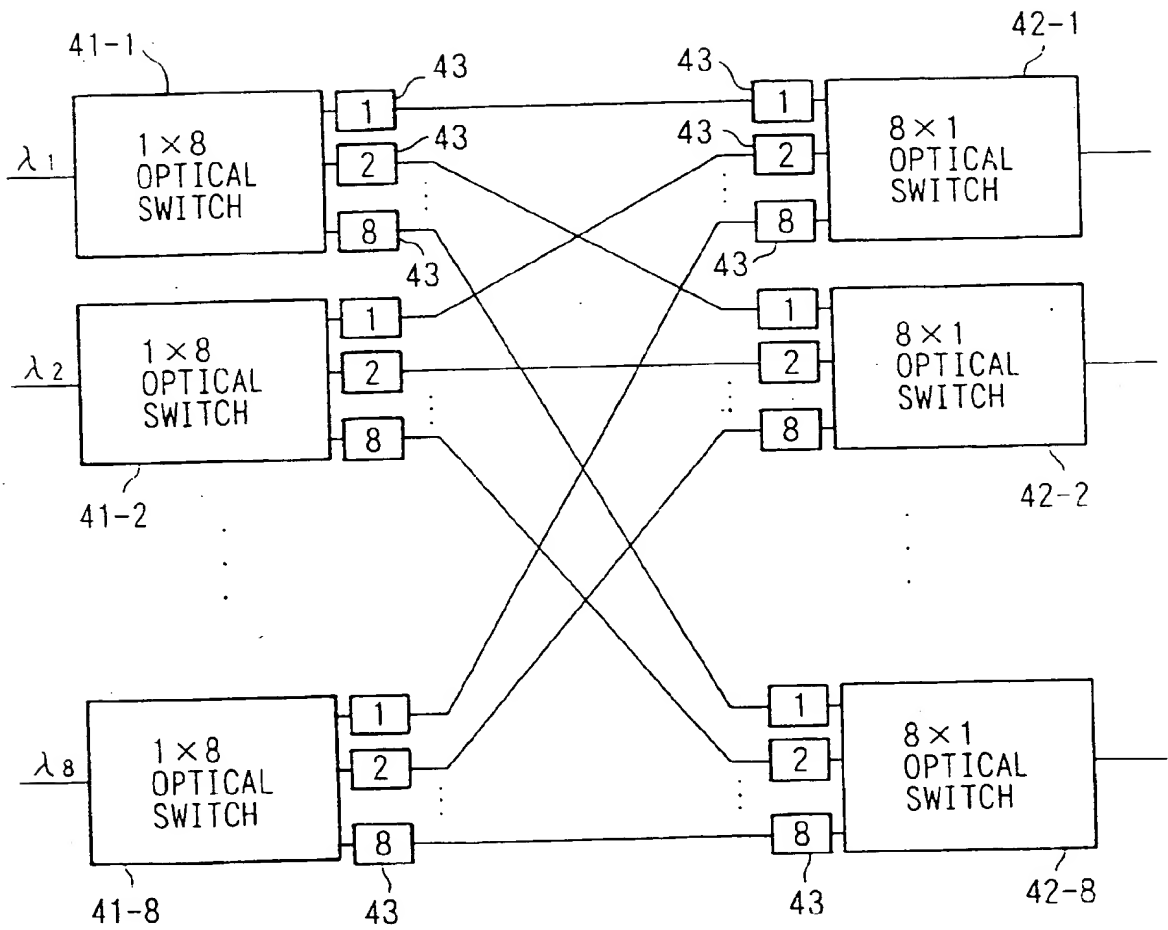 41-1
43
43
42-1
λ1
1×8
OPTICAL
SWITCH
1
43
2
8
43
1
43
2
8
43
8×1
OPTICAL
SWITCH
λ2
1×8
OPTICAL
SWITCH
1
2
8
1
2
8
8×1
OPTICAL
SWITCH
41-2
42-2
λ8
1×8
OPTICAL
SWITCH
1
2
8
1
2
8
8×1
OPTICAL
SWITCH
41-8
43
43
42-8